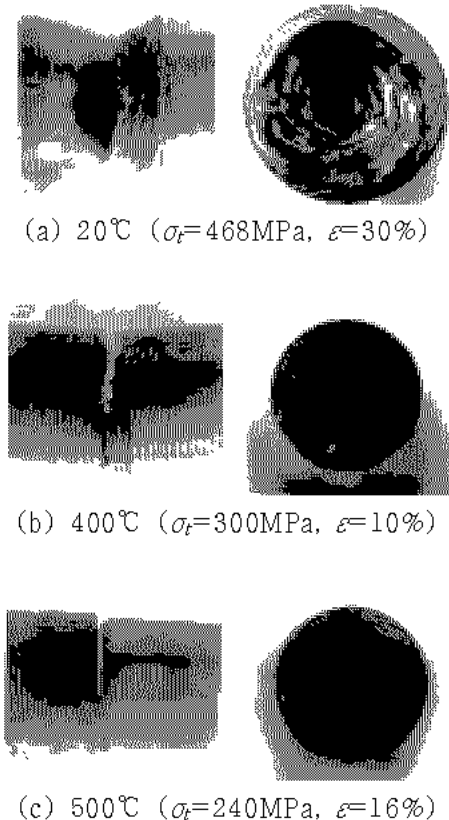 (a) 20℃ (σt=468MPa, ε=30%)
(b) 400℃ (σt=300MPa, ε=10%)
(c) 500℃ (σt=240MPa, ε=16%)